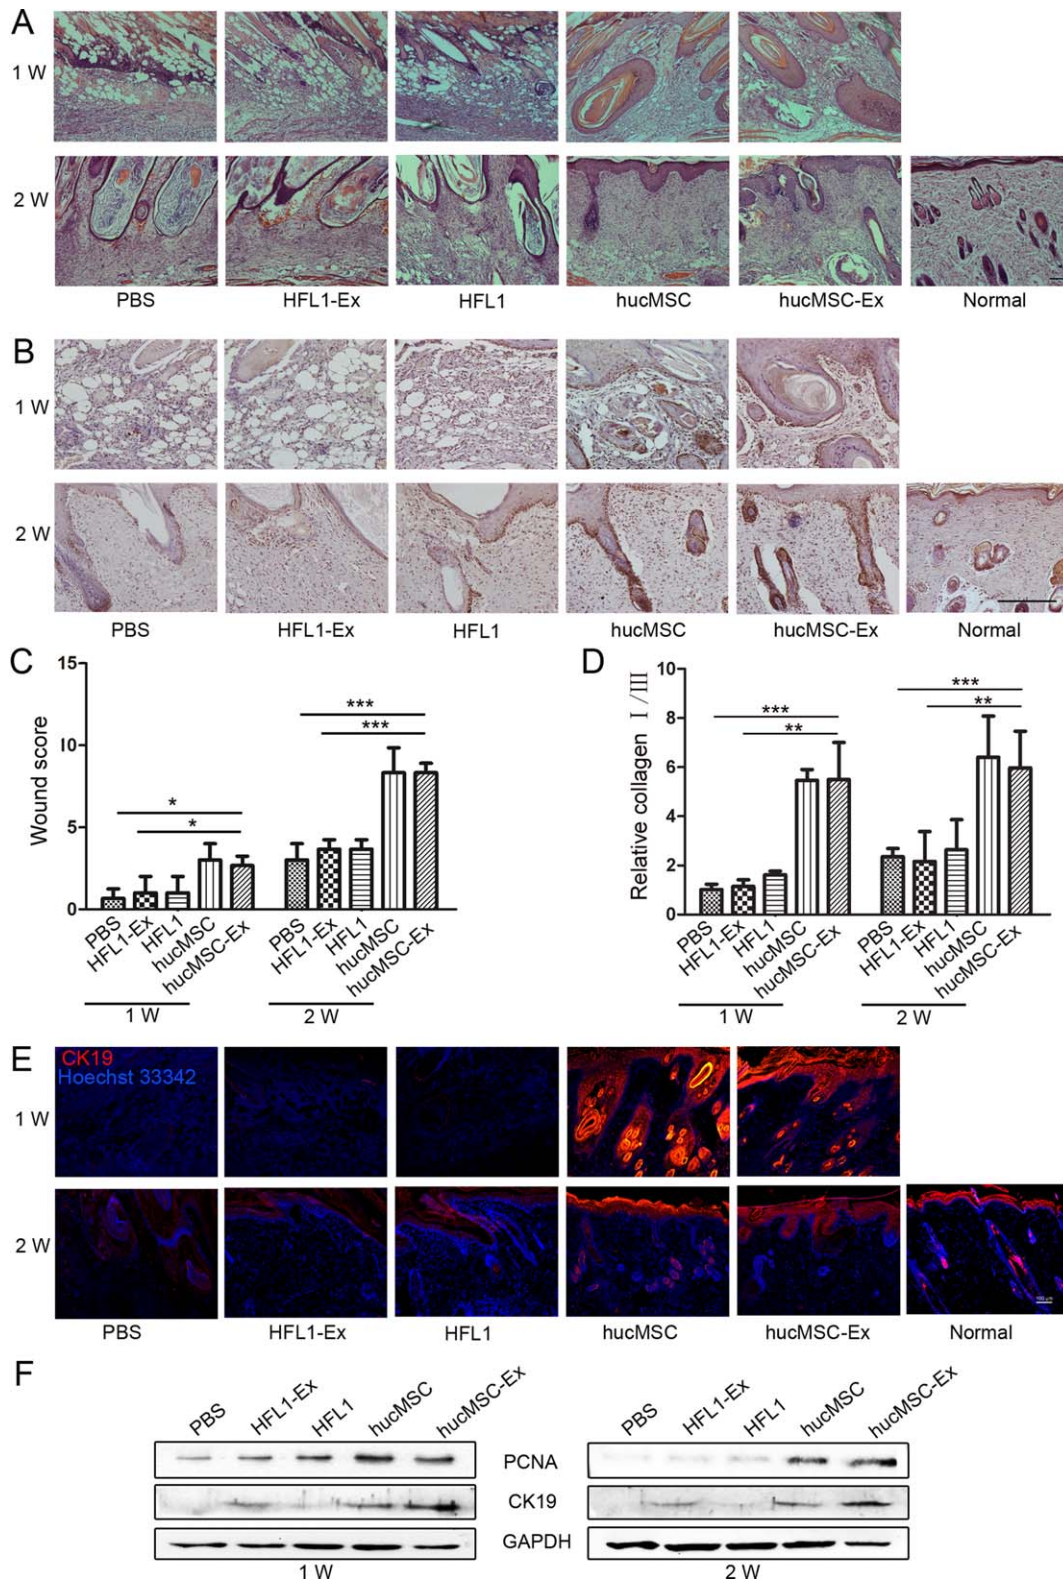 A
1 W
2 W
PBS
HFL1-Ex
HFL1
hucMSC
hucMSC-Ex
Normal
B
1 W
2 W
PBS
HFL1-Ex
HFL1
hucMSC
hucMSC-Ex
Normal
C
Wound score
15
10
5
0
*
*
***
***
PBS
HFL1-Ex
HFL1
hucMSC
hucMSC-Ex
PBS
HFL1-Ex
HFL1
hucMSC
hucMSC-Ex
1 W
2 W
D
Relative collagen Ⅰ/Ⅲ
10
8
6
4
2
0
***
**
***
**
PBS
HFL1-Ex
HFL1
hucMSC
hucMSC-Ex
PBS
HFL1-Ex
HFL1
hucMSC
hucMSC-Ex
1 W
2 W
E
CK19
Hoechst 33342
1 W
2 W
PBS
HFL1-Ex
HFL1
hucMSC
hucMSC-Ex
Normal
F
PBS
HFL1-Ex
HFL1
hucMSC
hucMSC-Ex
PBS
HFL1-Ex
HFL1
hucMSC
hucMSC-Ex
PCNA
CK19
GAPDH
1 W
2 W